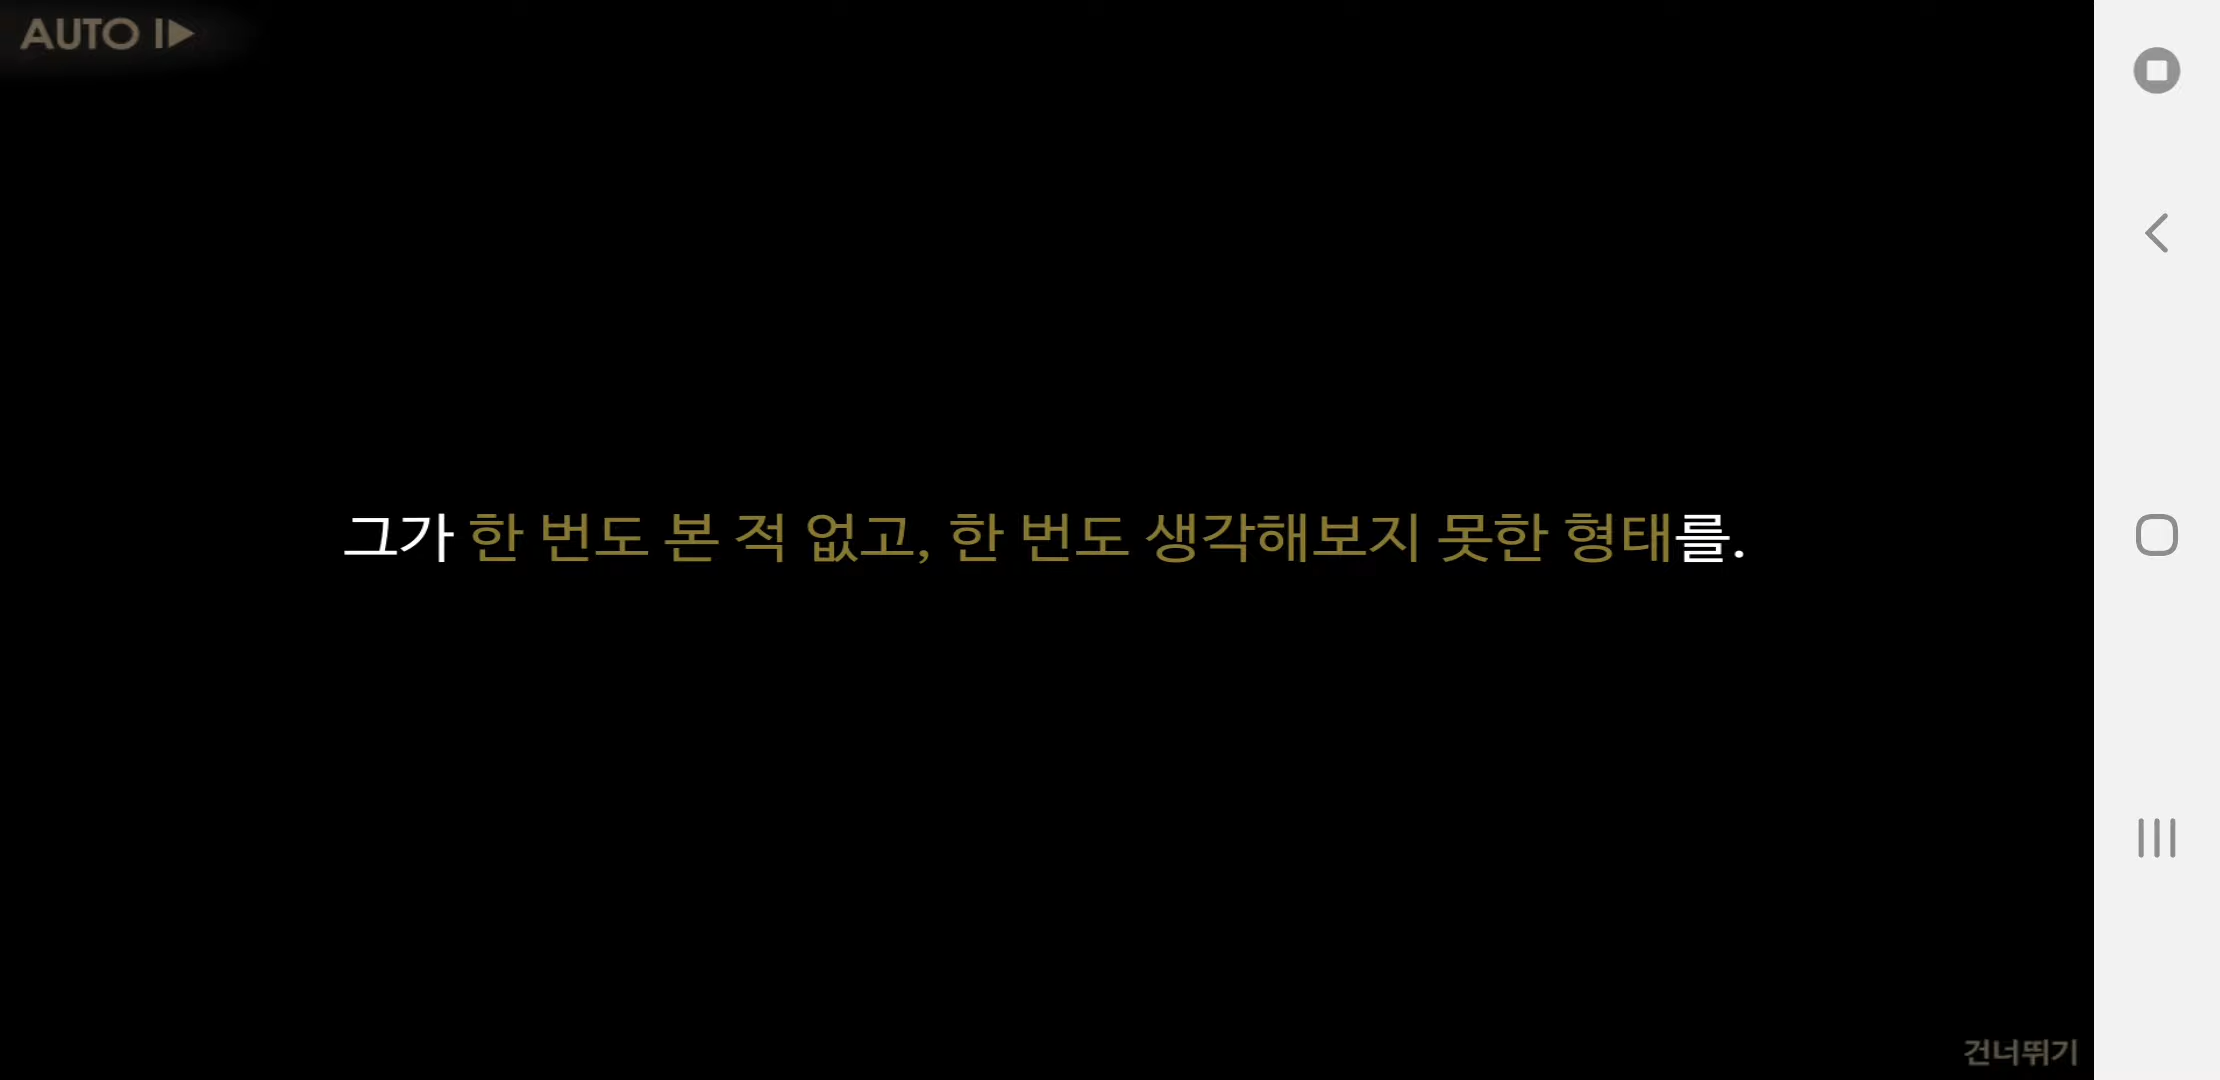 AUTO
그가 한 번도 본 적 없고, 한 번도 생각해보지 못한 형태를.
건너뛰기